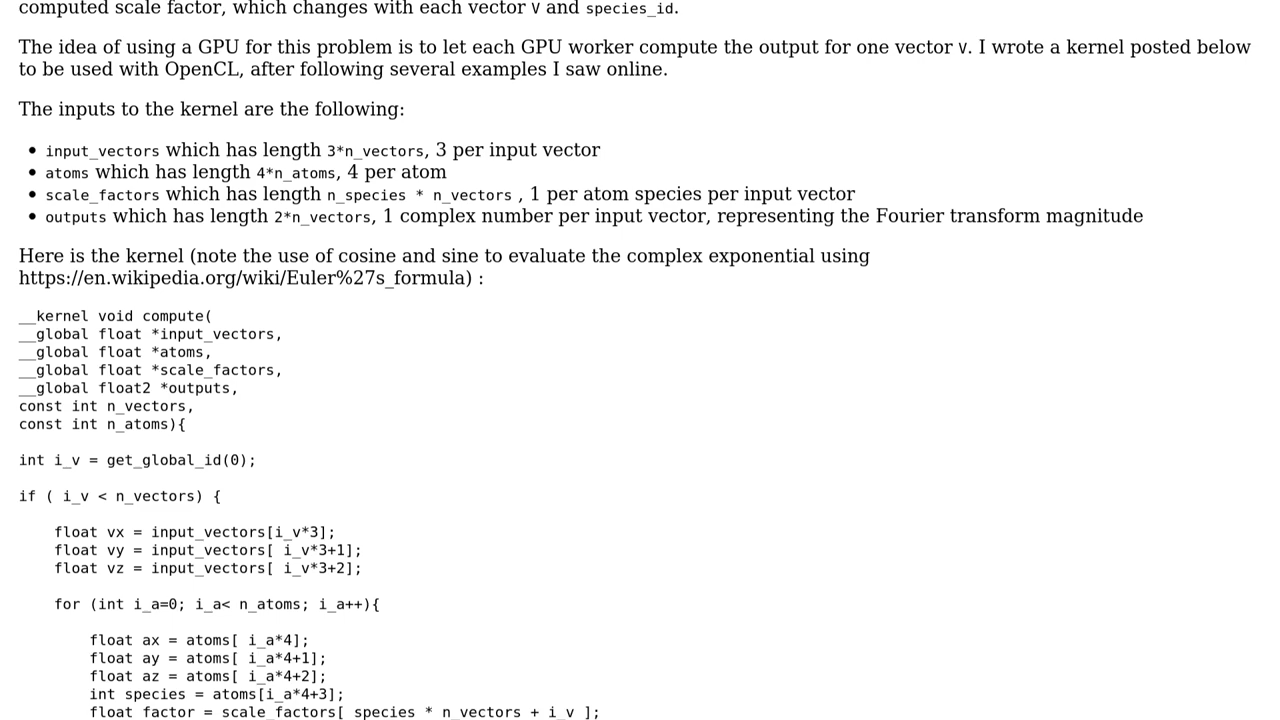 computed scale factor, which changes with each vector v and species_id.
The idea of using a GPU for this problem is to let each GPU worker compute the output for one vector v. I wrote a kernel posted below
to be used with OpenCL, after following several examples I saw online.
The inputs to the kernel are the following:
• input_vectors which has length 3*n_vectors, 3 per input vector
• atoms which has length 4*n_atoms, 4 per atom
• scale_factors which has length n_species * n_vectors , 1 per atom species per input vector
• outputs which has length 2*n_vectors, 1 complex number per input vector, representing the Fourier transform magnitude
Here is the kernel (note the use of cosine and sine to evaluate the complex exponential using
https://en.wikipedia.org/wiki/Euler%27s_formula) :
__kernel void compute(
__global float *input_vectors,
__global float *atoms,
__global float *scale_factors,
__global float2 *outputs,
const int n_vectors,
const int n_atoms){
int i_v = get_global_id(0);
if ( i_v < n_vectors) {
    float vx = input_vectors[i_v*3];
    float vy = input_vectors[ i_v*3+1];
    float vz = input_vectors[ i_v*3+2];
    for (int i_a=0; i_a< n_atoms; i_a++){
        float ax = atoms[ i_a*4];
        float ay = atoms[ i_a*4+1];
        float az = atoms[ i_a*4+2];
        int species = atoms[i_a*4+3];
        float factor = scale_factors[ species * n_vectors + i_v ];